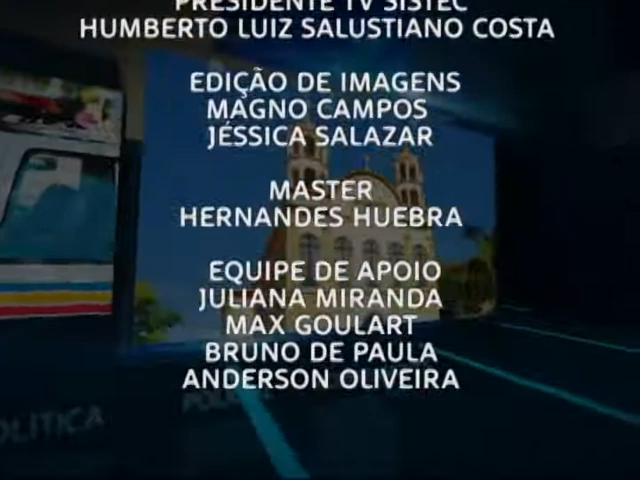 PRESIDENTE TV SISTEC
HUMBERTO LUIZ SALUSTIANO COSTA
EDIÇÃO DE IMAGENS
MAGNO CAMPOS
JÉSSICA SALAZAR
MASTER
HERNANDES HUEBRA
EQUIPE DE APOIO
JULIANA MIRANDA
MAX GOULART
BRUNO DE PAULA
ANDERSON OLIVEIRA